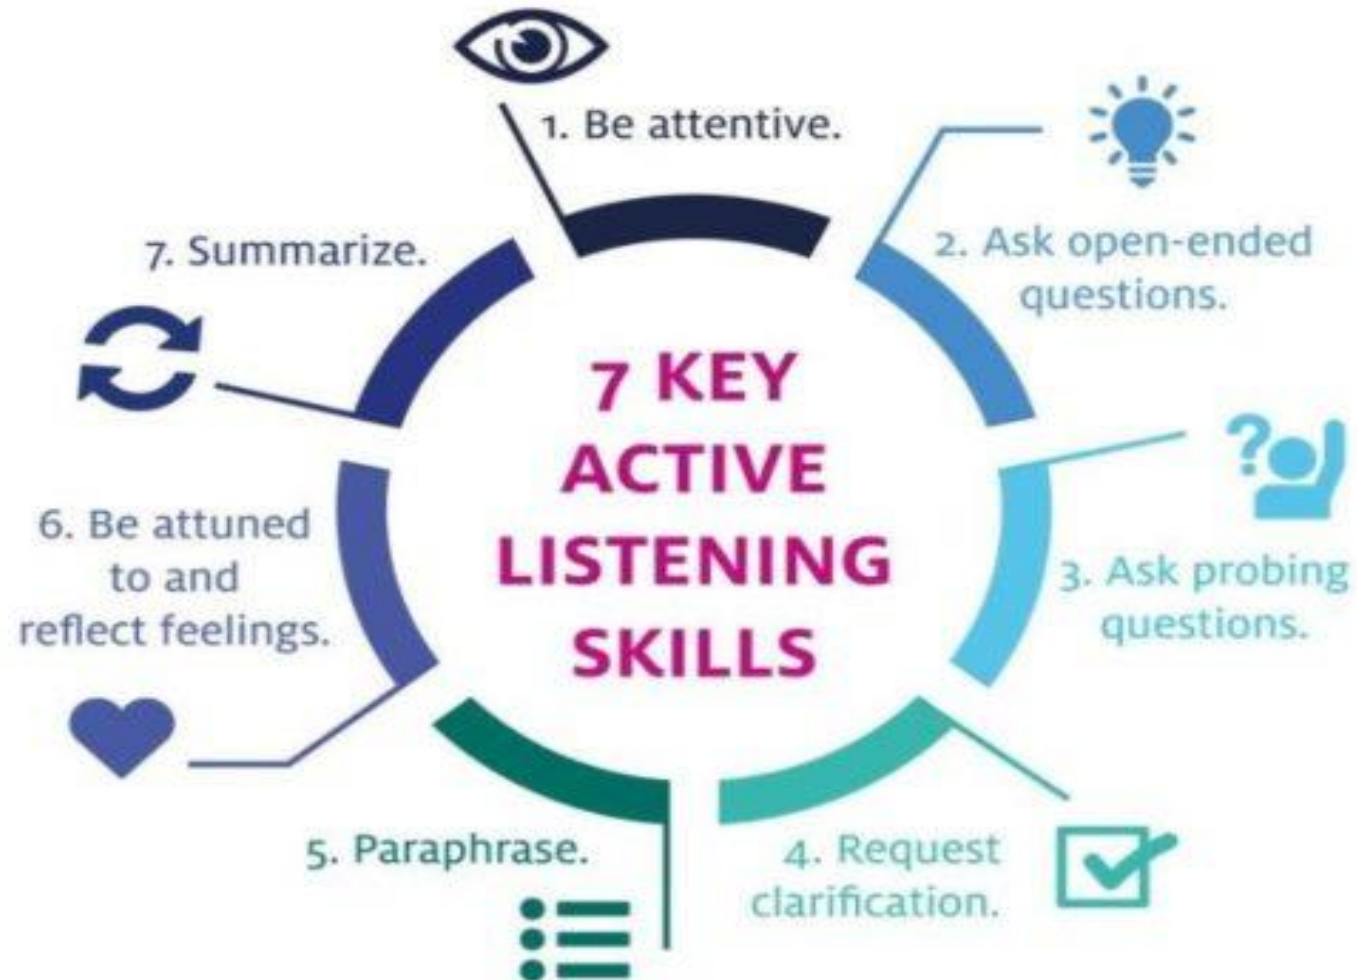 7 KEY
ACTIVE
LISTENING
SKILLS
1. Be attentive.
2. Ask open-ended
questions.
3. Ask probing
questions.
4. Request
clarification.
5. Paraphrase.
6. Be attuned
to and
reflect feelings.
7. Summarize.
?